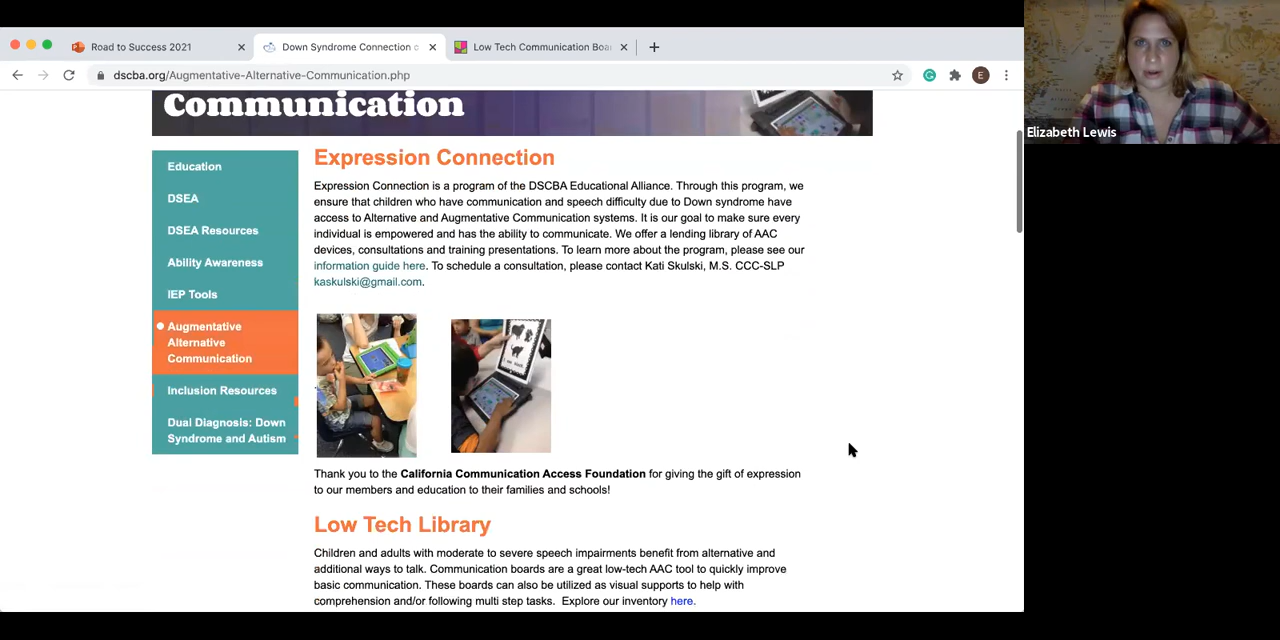 Road to Success 2021
Down Syndrome Connection o
Low Tech Communication Boa
dscba.org/Augmentative-Alternative-Communication.php
E
Elizabeth Lewis
Communication
Education
DSEA
DSEA Resources
Ability Awareness
IEP Tools
Augmentative
Alternative
Communication
Inclusion Resources
Dual Diagnosis: Down
Syndrome and Autism
Expression Connection
Expression Connection is a program of the DSCBA Educational Alliance. Through this program, we
ensure that children who have communication and speech difficulty due to Down syndrome have
access to Alternative and Augmentative Communication systems. It is our goal to make sure every
individual is empowered and has the ability to communicate. We offer a lending library of AAC
devices, consultations and training presentations. To learn more about the program, please see our
information guide here. To schedule a consultation, please contact Kati Skulski, M.S. CCC-SLP
kaskulski@gmail.com.
Thank you to the California Communication Access Foundation for giving the gift of expression
to our members and education to their families and schools!
Low Tech Library
Children and adults with moderate to severe speech impairments benefit from alternative and
additional ways to talk. Communication boards are a great low-tech AAC tool to quickly improve
basic communication. These boards can also be utilized as visual supports to help with
comprehension and/or following multi step tasks. Explore our inventory here.